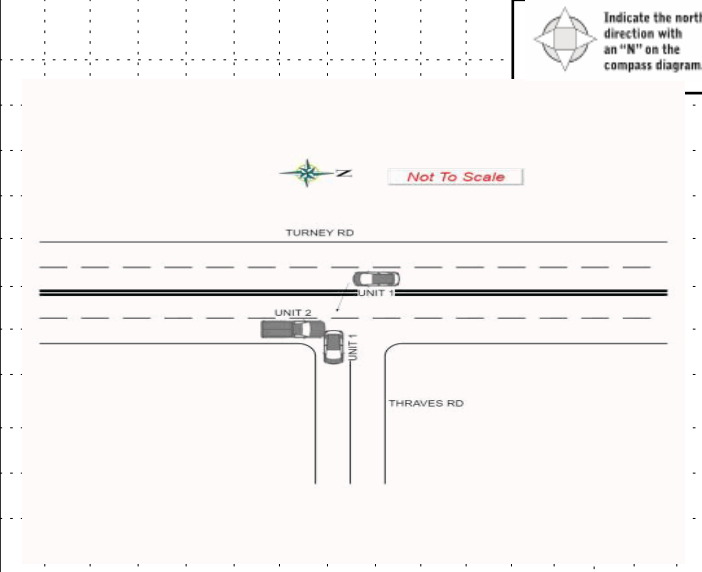 Indicate the north
direction with
an “N” on the
compass diagram.
N
Not To Scale
TURNEY RD
UNIT 1
UNIT 2
UNIT 1
THRAVES RD